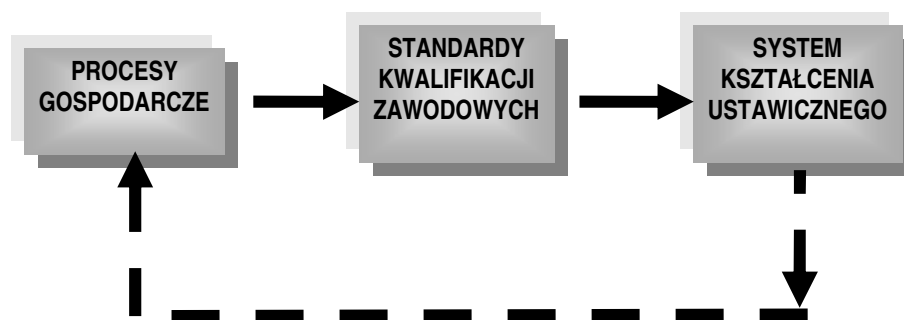 PROCESY
GOSPODARCZE
STANDARDY
KWALIFIKACJI
ZAWODOWYCH
SYSTEM
KSZTAŁCENIA
USTAWICZNEGO